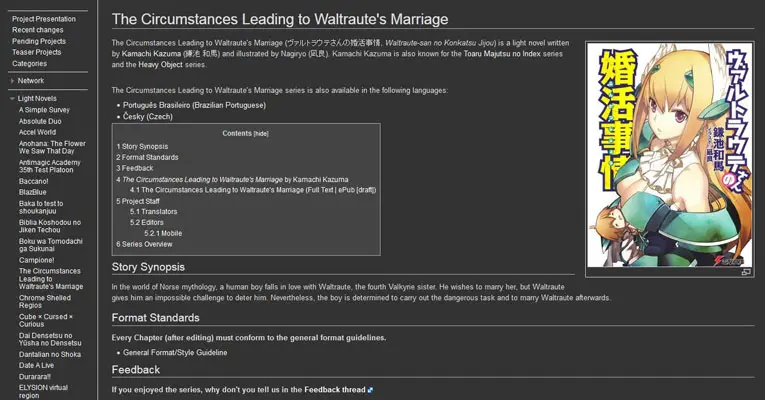 Project Presentation
Recent changes
Pending Projects
Teaser Projects
Categories
Network
Light Novels
A Simple Survey
Absolute Duo
Accel World
Anohana: The Flower
We Saw That Day
Antimagic Academy
35th Test Platoon
Baccano!
BlazBlue
Baka to test to
shoukanjuu
Biblia Koshodou no
Jiken Techou
Boku wa Tomodachi
ga Sukunai
Campione!
The Circumstances
Leading to
Waltraute's Marriage
Chrome Shelled
Regios
Cube × Cursed ×
Curious
Dai Densetsu no
Yūsha no Densetsu
Dantalian no Shoka
Date A Live
Durarara!!
ELYSION virtual
region
The Circumstances Leading to Waltraute's Marriage
The Circumstances Leading to Waltraute's Marriage (ヴァルトラウテさんの婚活事情, Waltraute-san no Konkatsu Jijou) is a light novel written
by Kamachi Kazuma (鎌池 和馬) and illustrated by Nagiryo (凪良). Kamachi Kazuma is also known for the Toaru Majutsu no Index series
and the Heavy Object series.
The Circumstances Leading to Waltraute's Marriage series is also available in the following languages:
Português Brasileiro (Brazilian Portuguese)
Česky (Czech)
Contents [hide]
1 Story Synopsis
2 Format Standards
3 Feedback
4 The Circumstances Leading to Waltraute's Marriage by Kamachi Kazuma
4.1 The Circumstances Leading to Waltraute's Marriage (Full Text | ePub [draft])
5 Project Staff
5.1 Translators
5.2 Editors
5.2.1 Mobile
6 Series Overview
ヴァルトラウテさんの
婚活事情
鎌池和馬
凪良
Story Synopsis
In the world of Norse mythology, a human boy falls in love with Waltraute, the fourth Valkyrie sister. He wishes to marry her, but Waltraute
gives him an impossible challenge to deter him. Nevertheless, the boy is determined to carry out the dangerous task and to marry Waltraute afterwards.
Format Standards
Every Chapter (after editing) must conform to the general format guidelines.
General Format/Style Guideline
Feedback
If you enjoyed the series, why don't you tell us in the Feedback thread